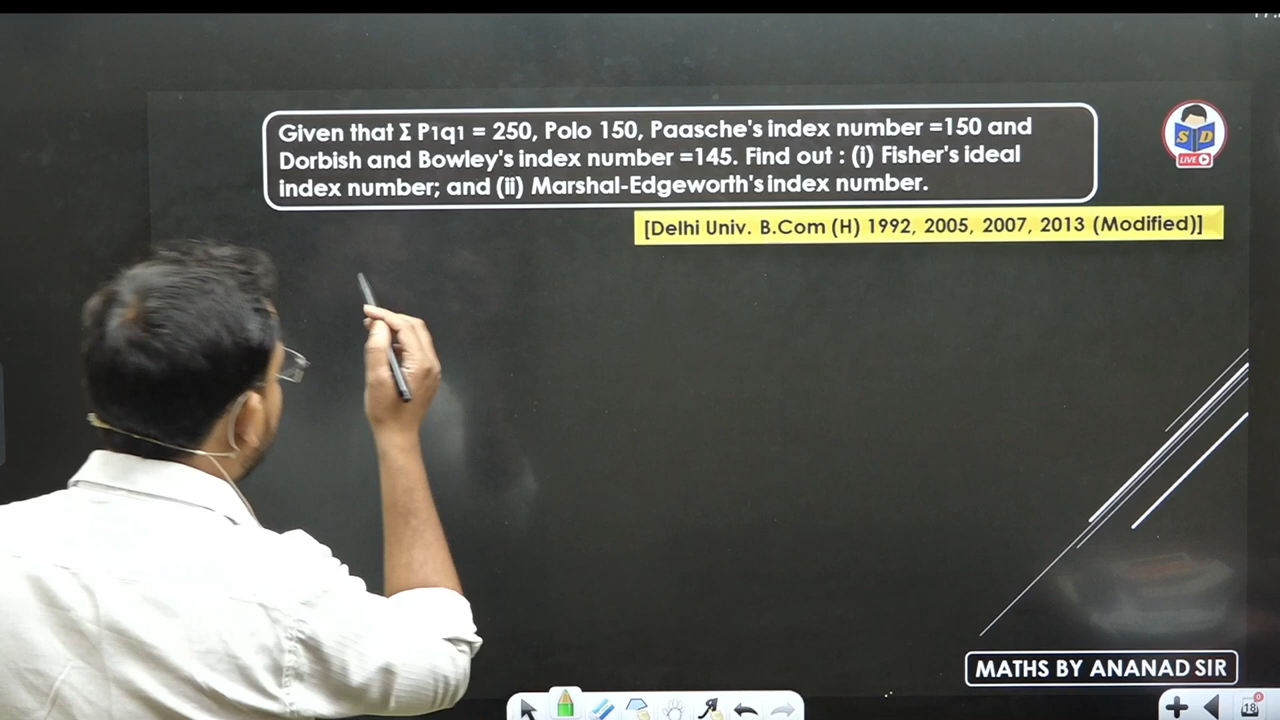 Given that Σ P1q1 = 250, Polo 150, Paasche's index number =150 and
Dorbish and Bowley's index number =145. Find out : (i) Fisher's ideal
index number; and (ii) Marshal-Edgeworth's index number.
[Delhi Univ. B.Com (H) 1992, 2005, 2007, 2013 (Modified)]
S D
LIVE
MATHS BY ANANAD SIR
18
0